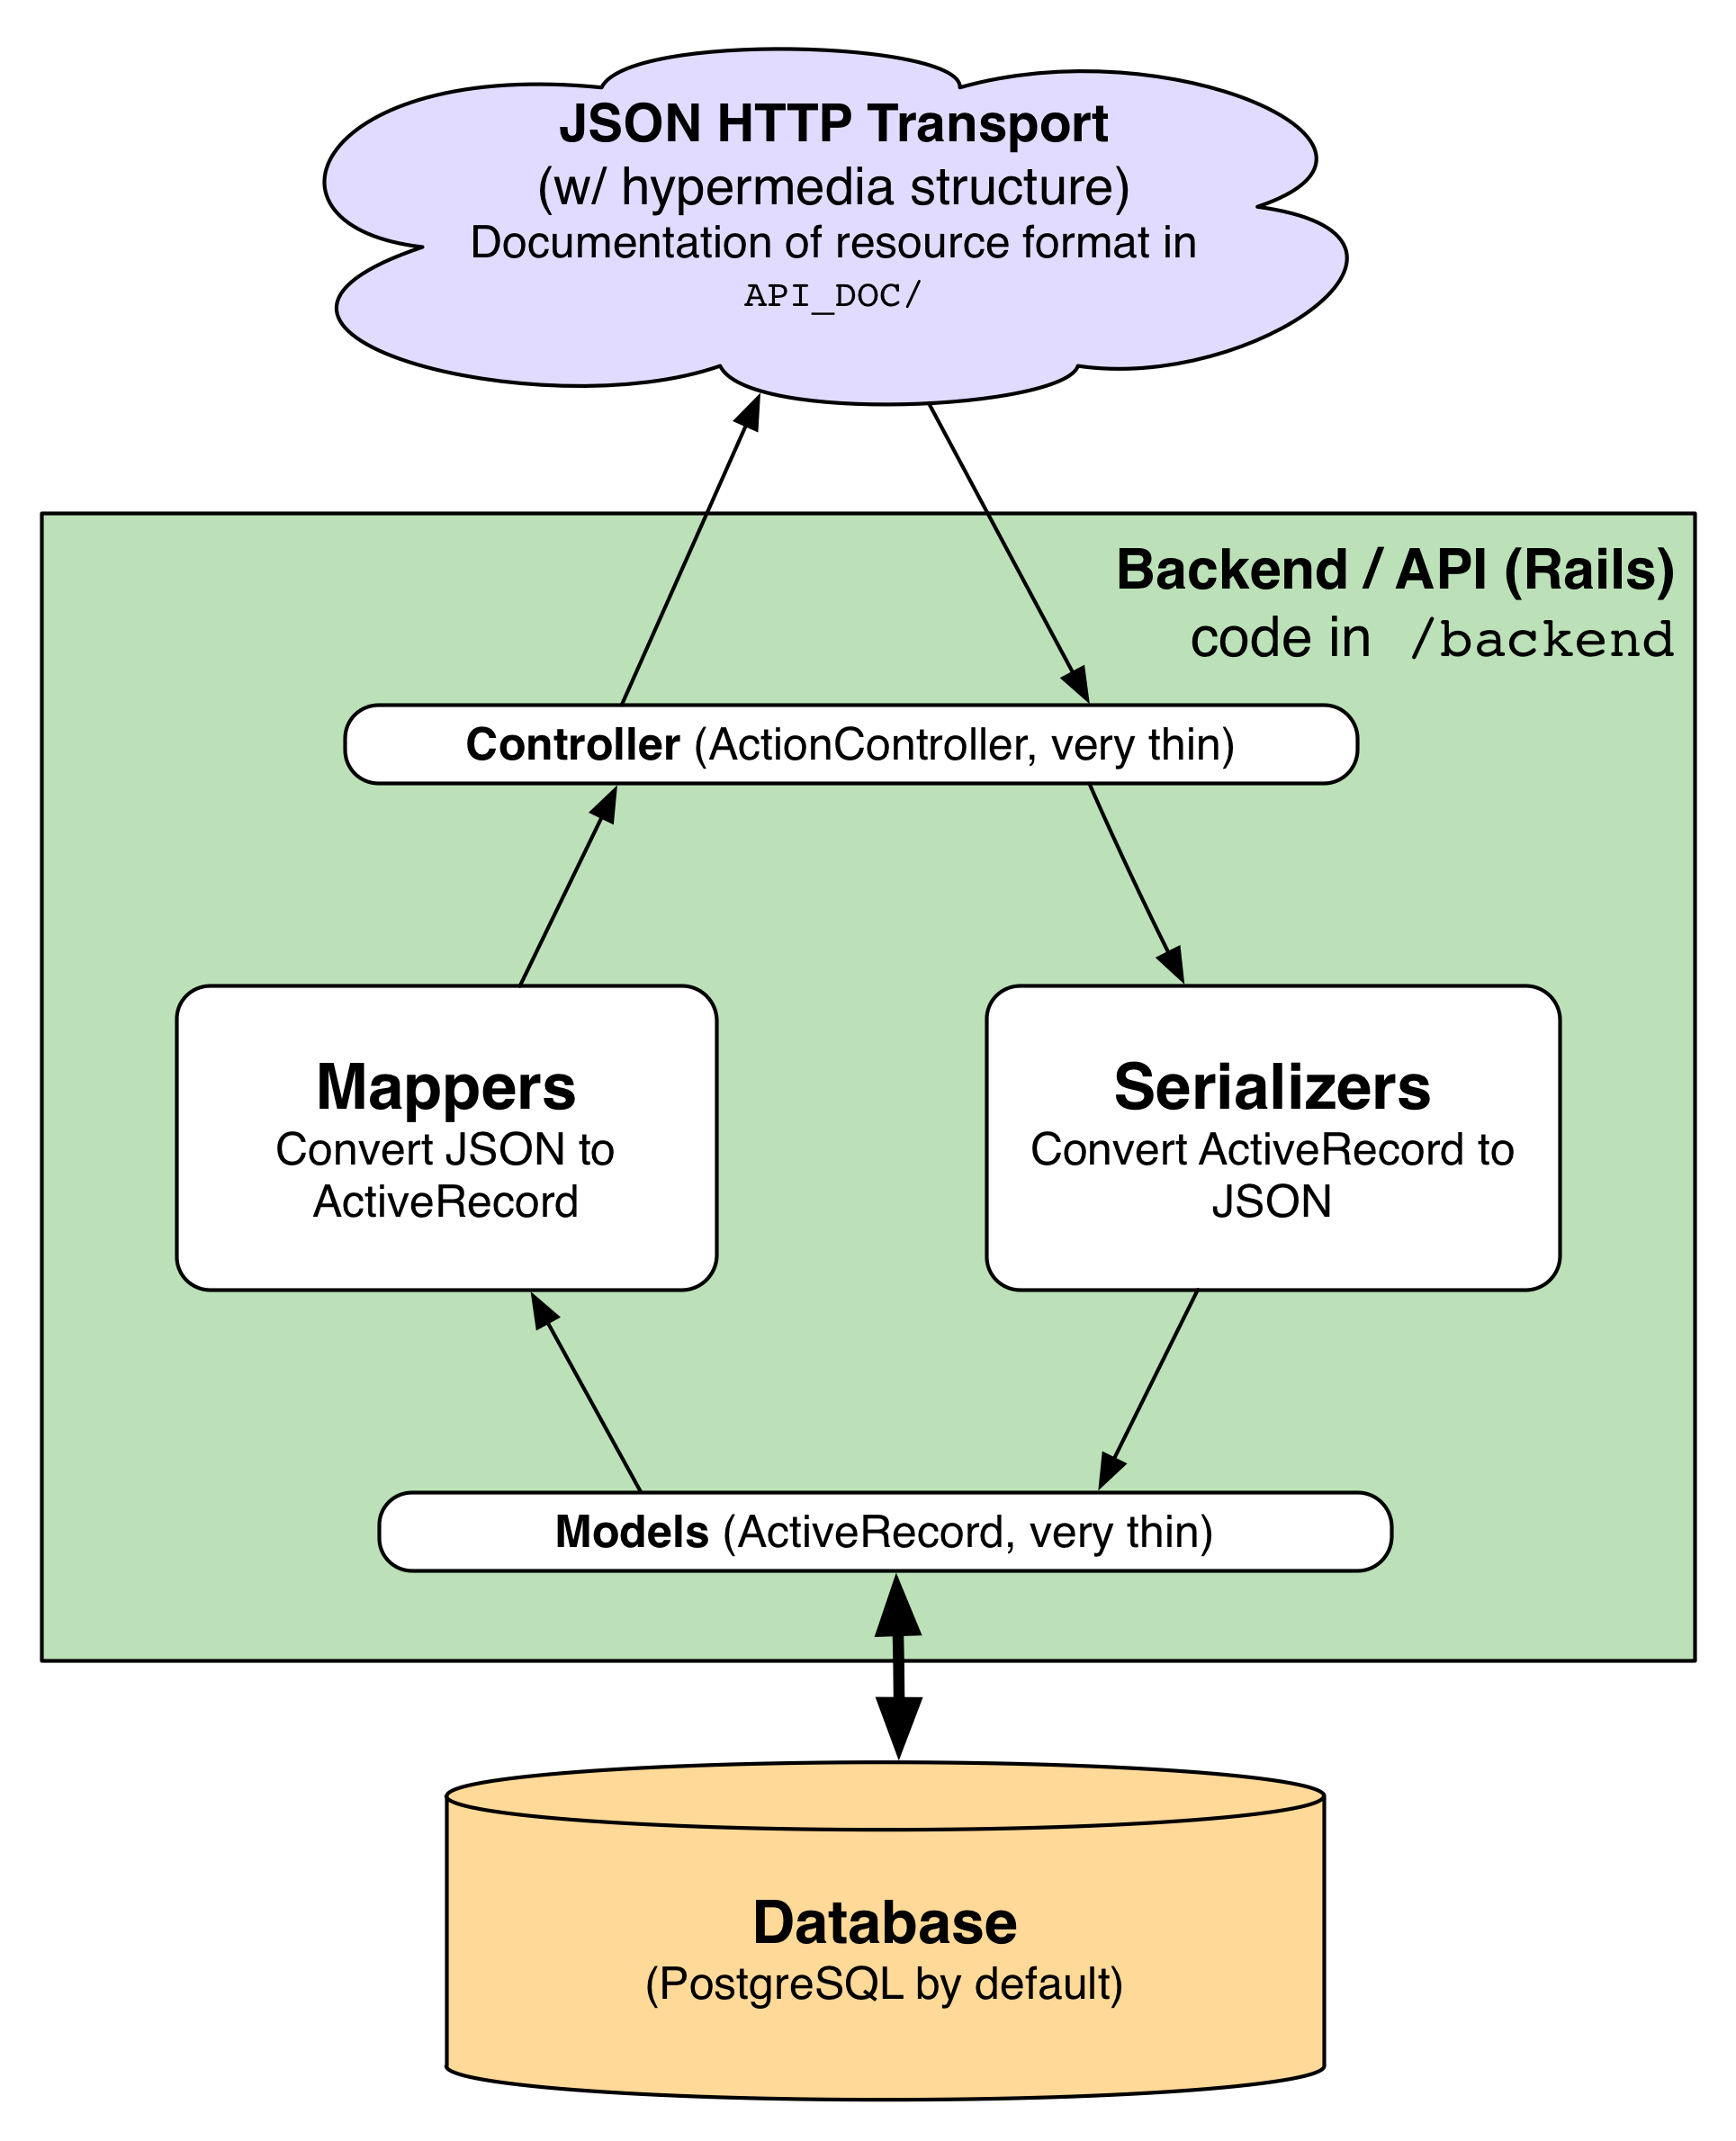 JSON HTTP Transport
(w/ hypermedia structure)
Documentation of resource format in
API_DOC/
Backend / API (Rails)
code in /backend
Controller (ActionController, very thin)
Mappers
Convert JSON to
ActiveRecord
Serializers
Convert ActiveRecord to
JSON
Models (ActiveRecord, very thin)
Database
(PostgreSQL by default)